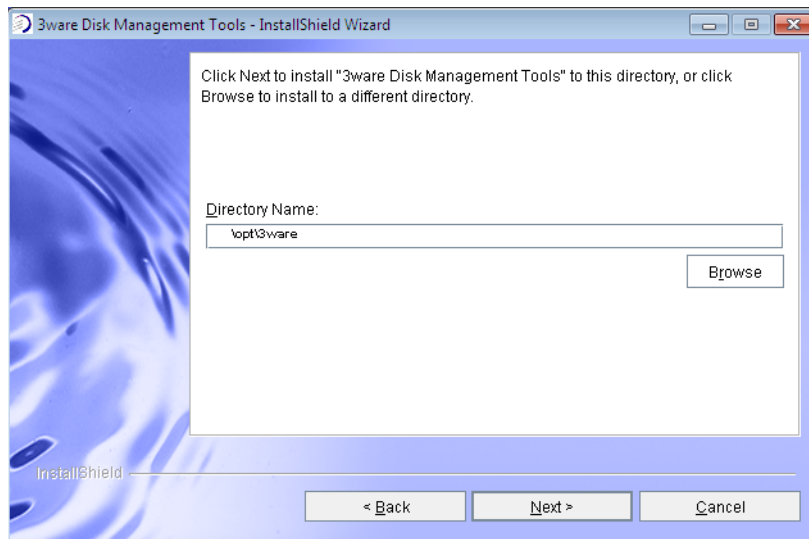 3ware Disk Management Tools - InstallShield Wizard
Click Next to install "3ware Disk Management Tools" to this directory, or click
Browse to install to a different directory.
Directory Name:
\opt\3ware
Browse
InstallShield
< Back
Next >
Cancel